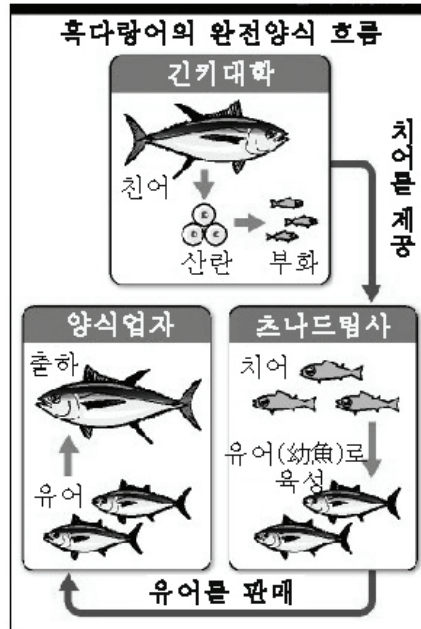 흑다랑어의 완전양식 흐름
긴키대학
친어
산란
부화
치어를 제공
츠나드림사
치어
유어(幼魚)로
육성
유어를 판매
양식업자
출하
유어